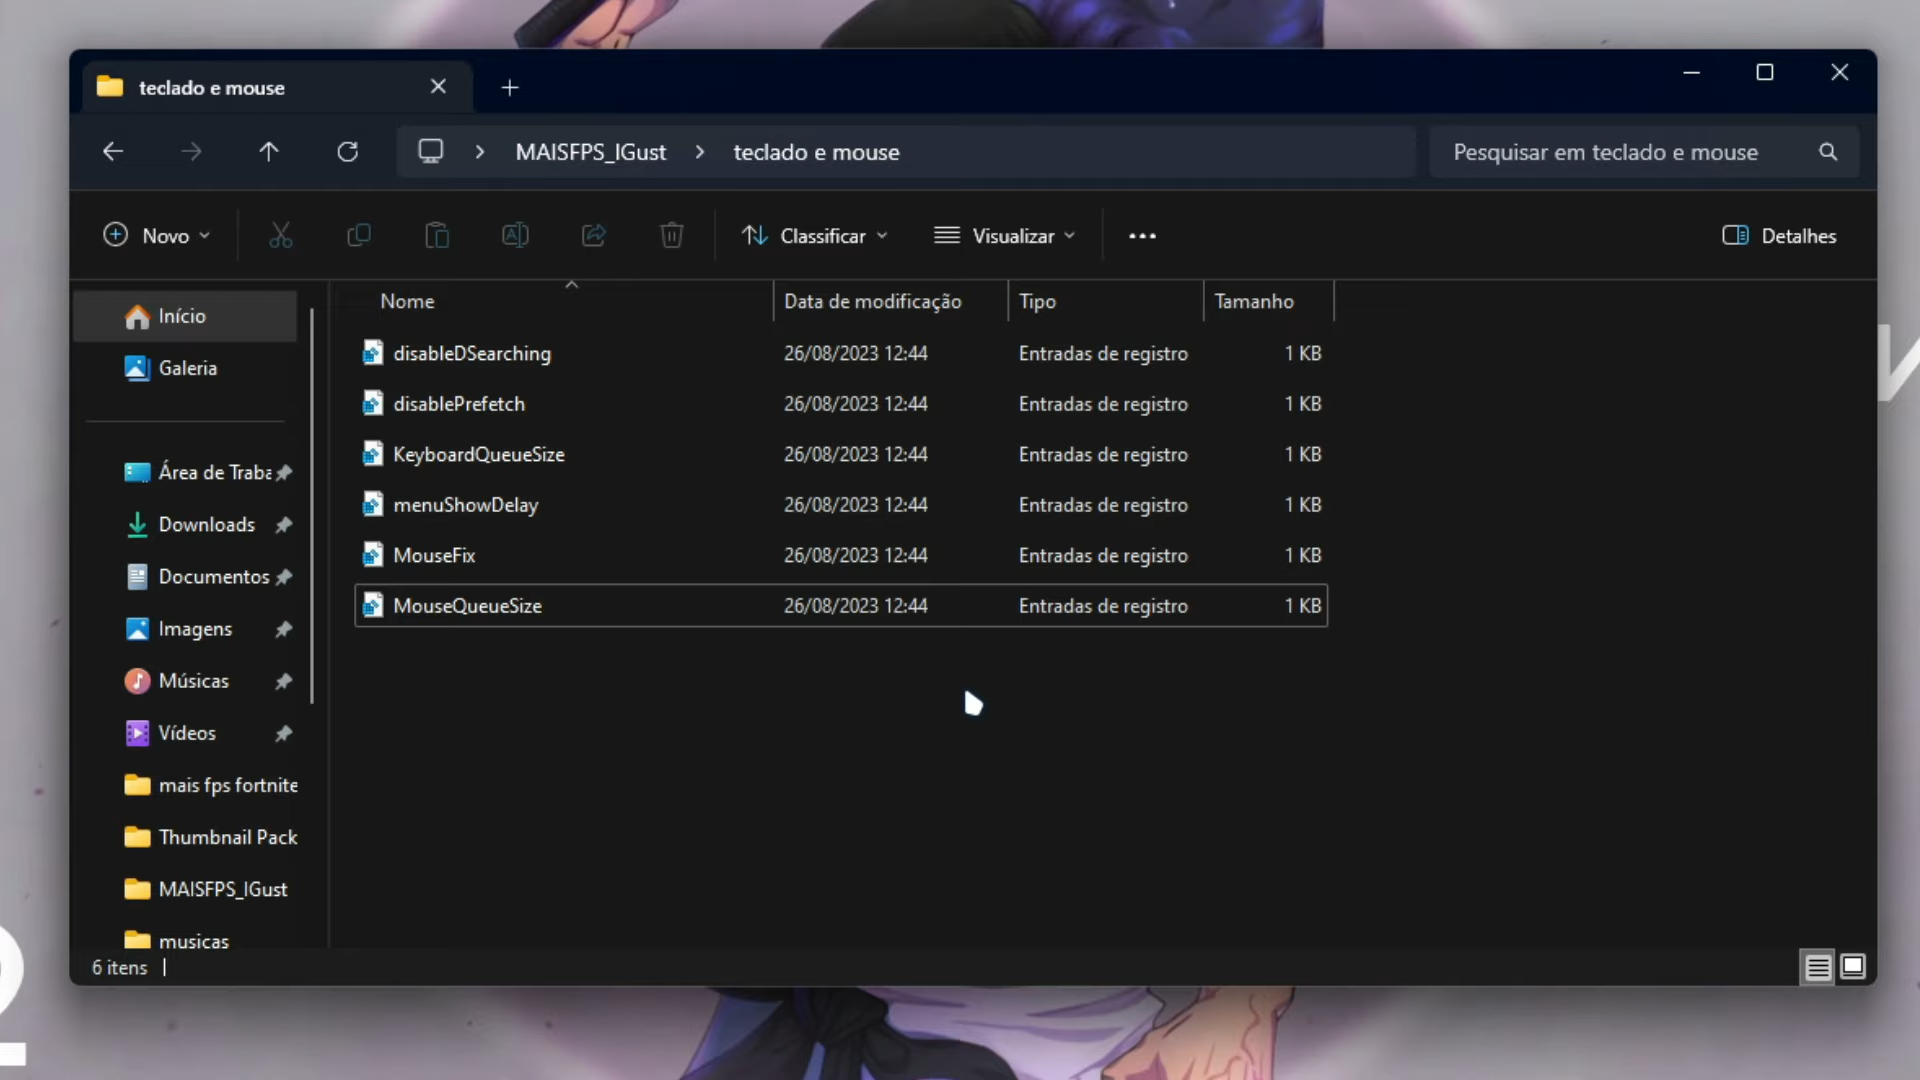 teclado e mouse
MAISFPS_IGust
teclado e mouse
Pesquisar em teclado e mouse
Novo
Classificar
Visualizar
Detalhes
Início
Galeria
Área de Traba
Downloads
Documentos
Imagens
Músicas
Vídeos
mais fps fortnite
Thumbnail Pack
MAISFPS_IGust
musicas
Nome Data de modificação Tipo Tamanho
disableDSearching 26/08/2023 12:44 Entradas de registro 1 KB
disablePrefetch 26/08/2023 12:44 Entradas de registro 1 KB
KeyboardQueueSize 26/08/2023 12:44 Entradas de registro 1 KB
menuShowDelay 26/08/2023 12:44 Entradas de registro 1 KB
MouseFix 26/08/2023 12:44 Entradas de registro 1 KB
MouseQueueSize 26/08/2023 12:44 Entradas de registro 1 KB
6 itens